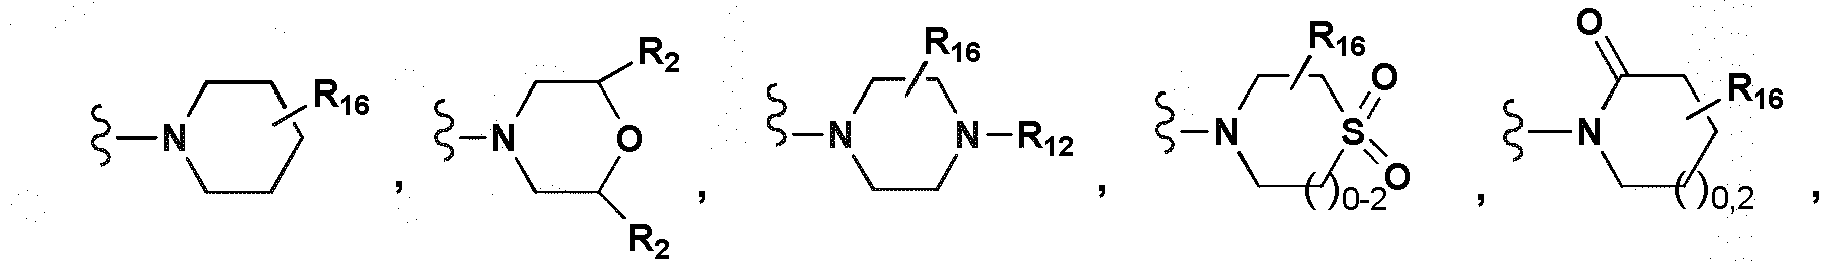 N R16 ,
N O R2 R2 ,
N N R16 R12 ,
N R16 S O O ( )0-2 ,
O N R16 ( )0,2 ,